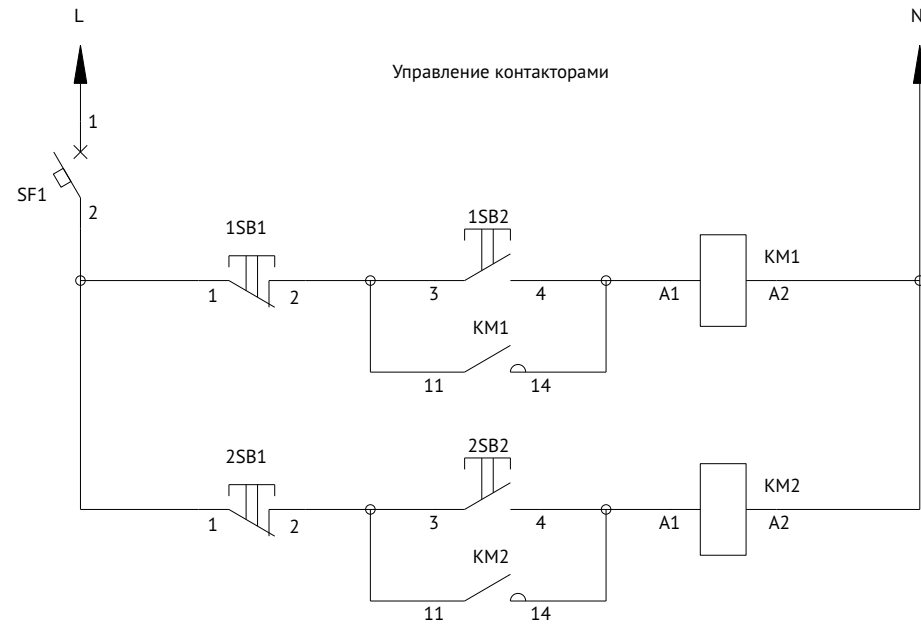 L
N
Управление контакторами
1
SF1
2
1SB1
1SB2
KM1
1
2
3
4
A1
A2
KM1
11
14
2SB1
2SB2
KM2
1
2
3
4
A1
A2
KM2
11
14